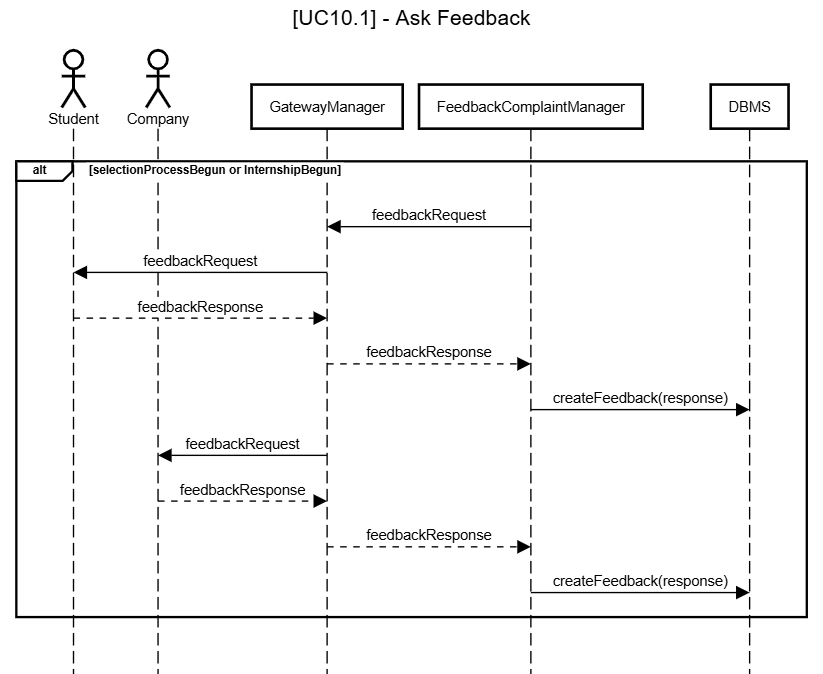 [UC10.1] - Ask Feedback
Student
Company
GatewayManager
FeedbackComplaintManager
DBMS
alt
[selectionProcessBegun or InternshipBegun]
feedbackRequest
feedbackRequest
feedbackResponse
feedbackResponse
createFeedback(response)
feedbackRequest
feedbackResponse
feedbackResponse
createFeedback(response)